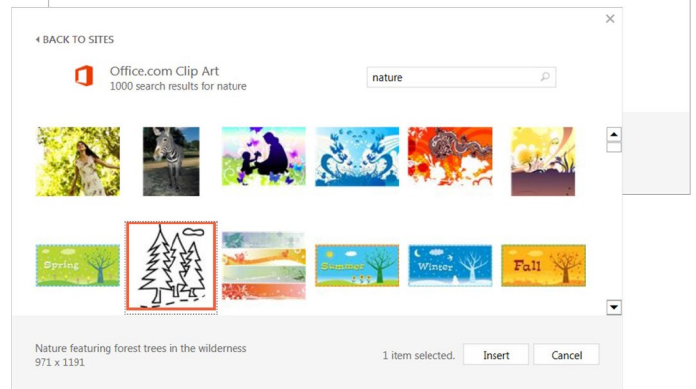 BACK TO SITES
Office.com Clip Art
1000 search results for nature
nature
Spring
Summer
Winter
Fall
Nature featuring forest trees in the wilderness
971 x 1191
1 item selected.
Insert
Cancel